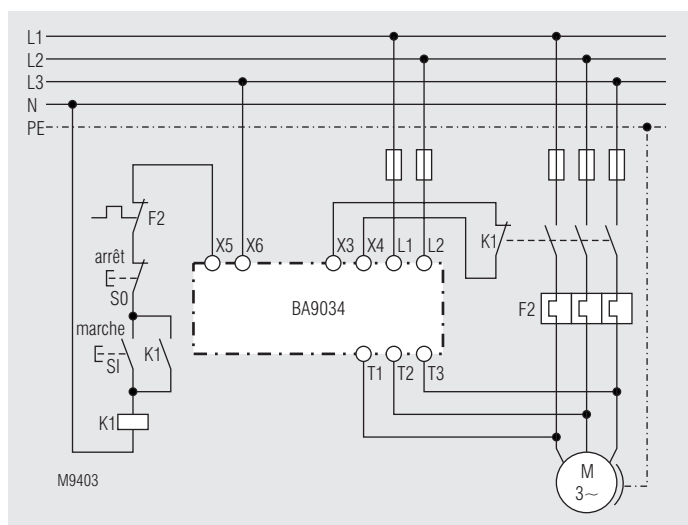 L1
L2
L3
N
PE
F2
X5 X6 X3 X4 L1 L2
K1
arrêt
S0
BA9034
F2
marche
SI
K1
T1 T2 T3
K1
M9403
M
3~